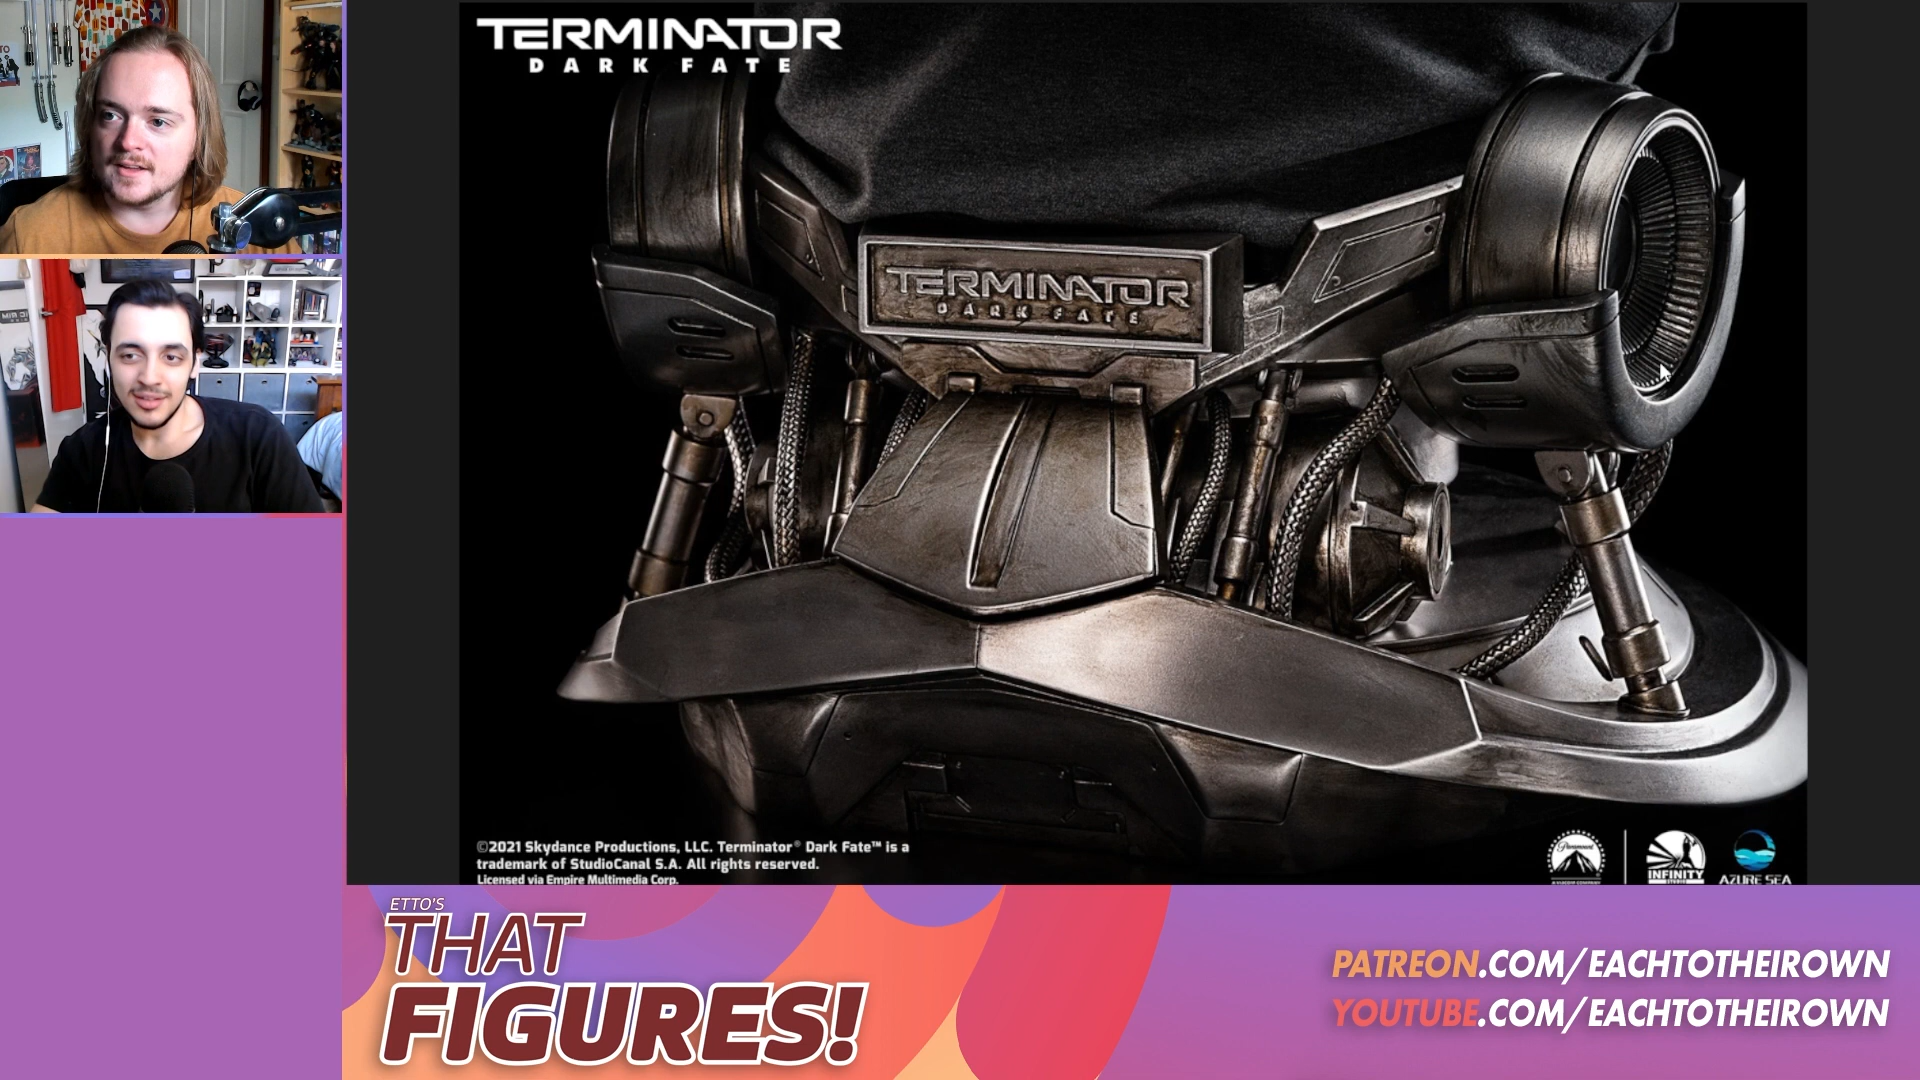 TERMINATOR
DARK FATE
TERMINATOR
DARK FATE
©2021 Skydance Productions, LLC. Terminator® Dark Fate™ is a
trademark of StudioCanal S.A. All rights reserved.
Licensed via Empire Multimedia Corp.
Paramount
INFINITY
AZURE SEA
ETTO'S
THAT
FIGURES!
PATREON.COM/EACHTOTHEIROWN
YOUTUBE.COM/EACHTOTHEIROWN